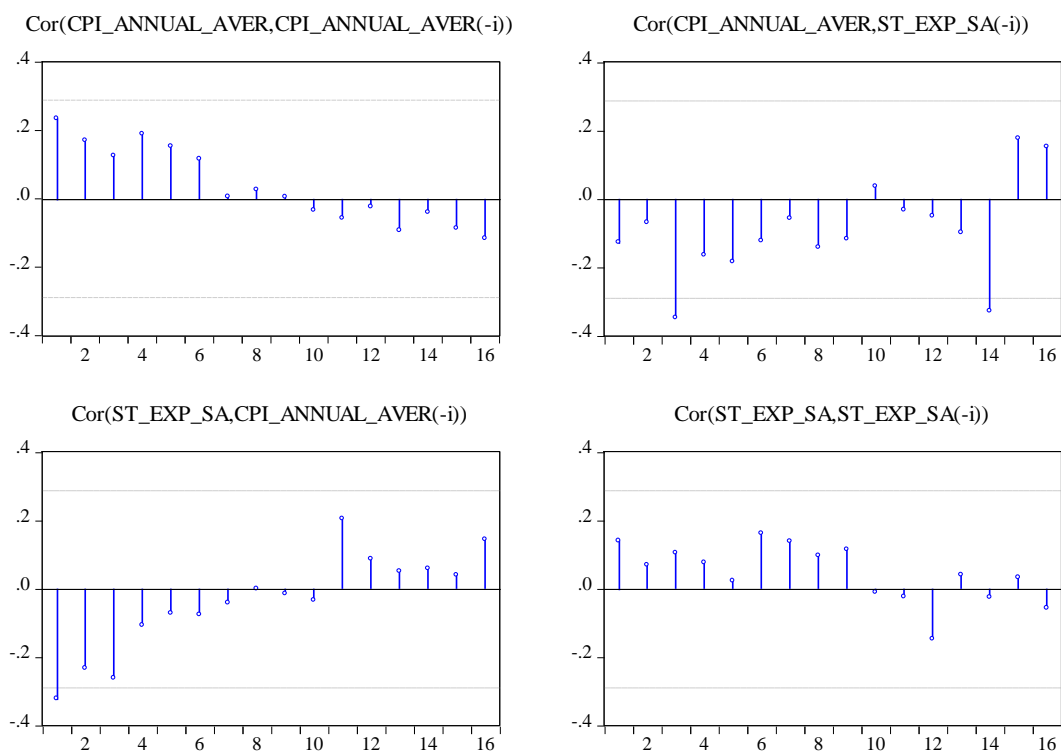 Cor(CPI_ANNUAL_AVER,CPI_ANNUAL_AVER(-i))
.4
.2
.0
-.2
-.4
2 4 6 8 10 12 14 16
Cor(CPI_ANNUAL_AVER,ST_EXP_SA(-i))
.4
.2
.0
-.2
-.4
2 4 6 8 10 12 14 16
Cor(ST_EXP_SA,CPI_ANNUAL_AVER(-i))
.4
.2
.0
-.2
-.4
2 4 6 8 10 12 14 16
Cor(ST_EXP_SA,ST_EXP_SA(-i))
.4
.2
.0
-.2
-.4
2 4 6 8 10 12 14 16